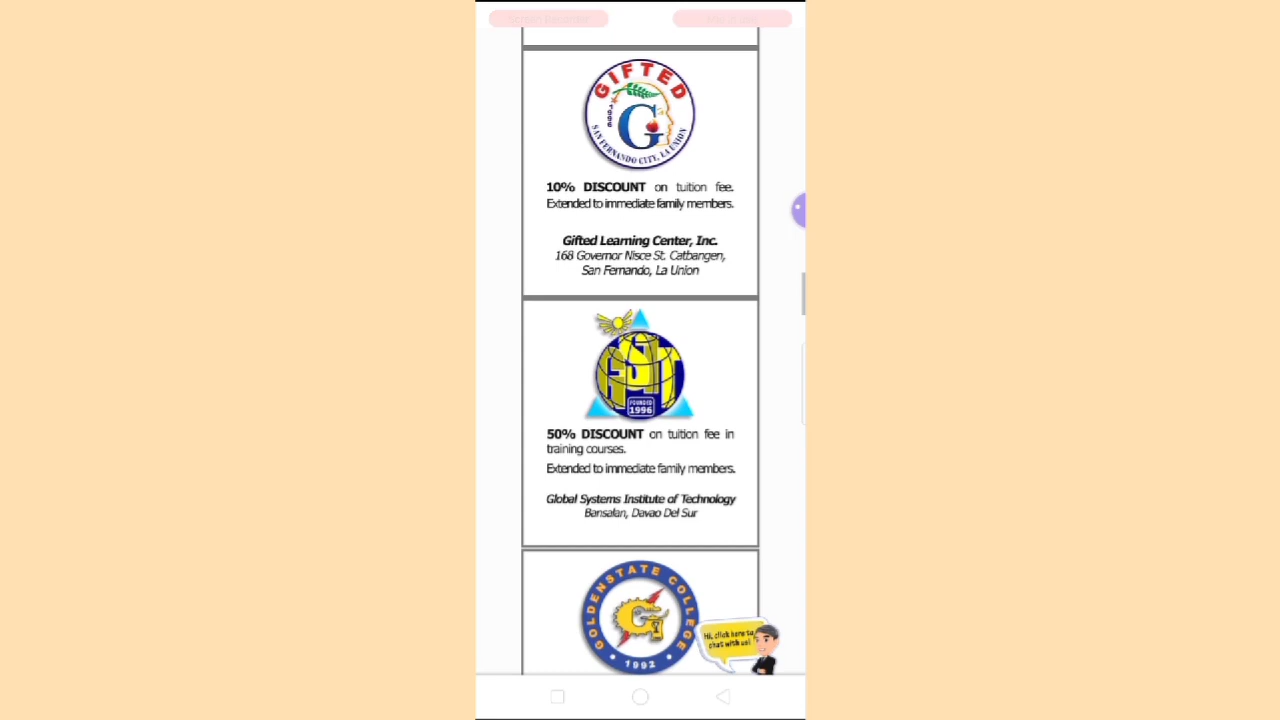 GIFTED
1996
G
SAN FERNANDO CITY, LA UNION
10% DISCOUNT on tuition fee.
Extended to immediate family members.
Gifted Learning Center, Inc.
168 Governor Nisce St. Catbangen,
San Fernando, La Union
GSIT
FOUNDED
1996
50% DISCOUNT on tuition fee in
training courses.
Extended to immediate family members.
Global Systems Institute of Technology
Bansalan, Davao Del Sur
GOLDENSTATE COLLEGE
G
• 1992 •
Hi, click here to
chat with us!